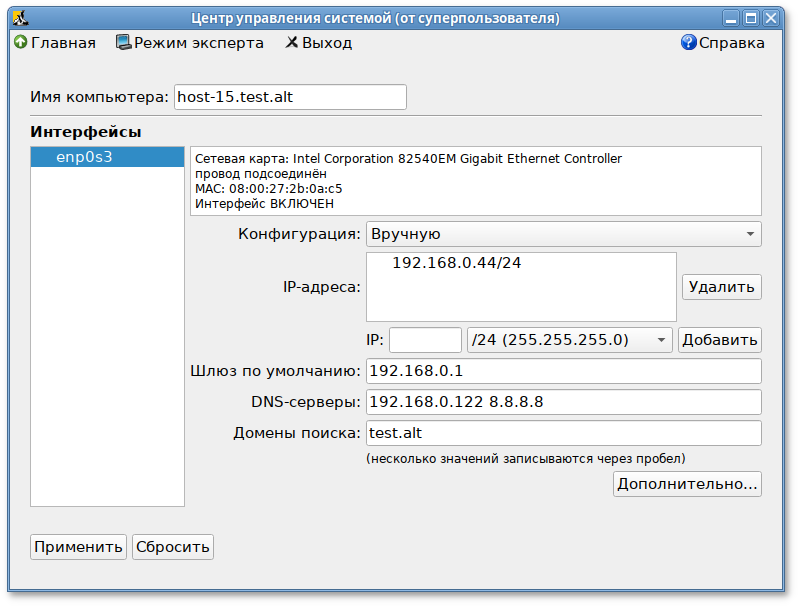 Центр управления системой (от суперпользователя)
Главная Режим эксперта Выход Справка
Имя компьютера: host-15.test.alt
Интерфейсы
enp0s3
Сетевая карта: Intel Corporation 82540EM Gigabit Ethernet Controller
провод подсоединён
MAC: 08:00:27:2b:0a:c5
Интерфейс ВКЛЮЧЕН
Конфигурация: Вручную
192.168.0.44/24
IP-адреса: Удалить
IP: /24 (255.255.255.0) Добавить
Шлюз по умолчанию: 192.168.0.1
DNS-серверы: 192.168.0.122 8.8.8.8
Домены поиска: test.alt
(несколько значений записываются через пробел)
Дополнительно...
Применить Сбросить